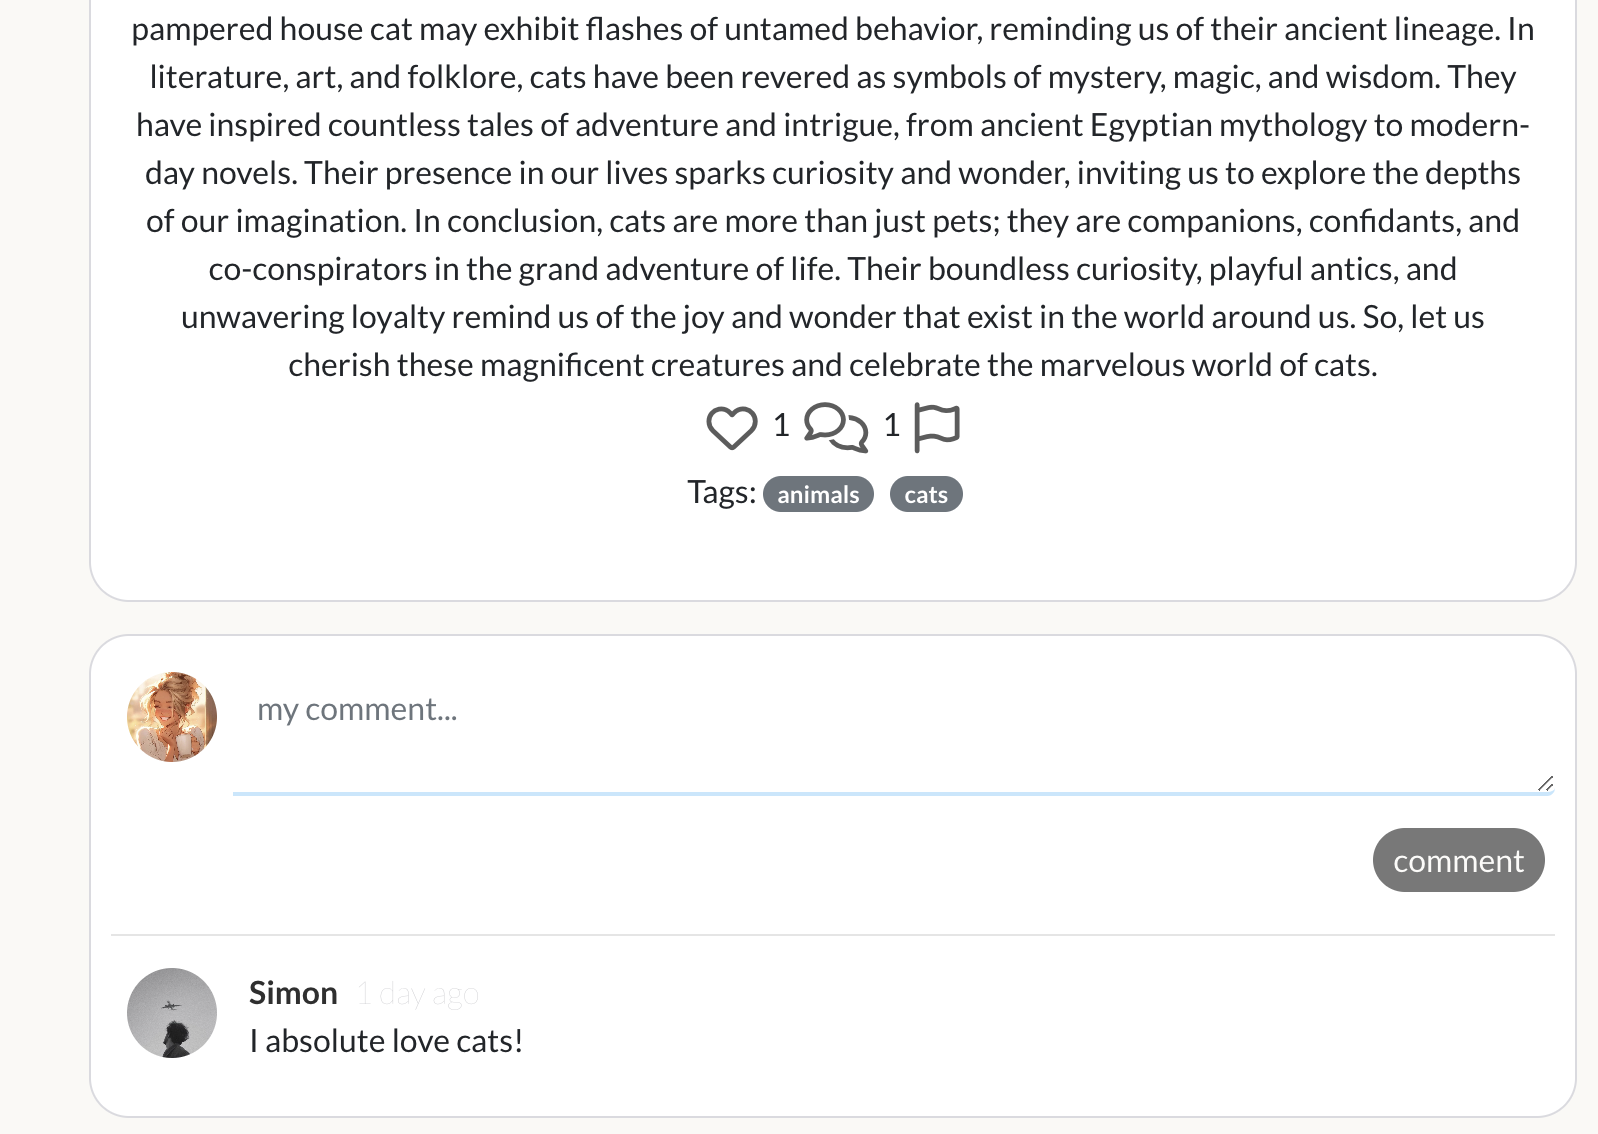 pampered house cat may exhibit flashes of untamed behavior, reminding us of their ancient lineage. In
literature, art, and folklore, cats have been revered as symbols of mystery, magic, and wisdom. They
have inspired countless tales of adventure and intrigue, from ancient Egyptian mythology to modern-
day novels. Their presence in our lives sparks curiosity and wonder, inviting us to explore the depths
of our imagination. In conclusion, cats are more than just pets; they are companions, confidants, and
co-conspirators in the grand adventure of life. Their boundless curiosity, playful antics, and
unwavering loyalty remind us of the joy and wonder that exist in the world around us. So, let us
cherish these magnificent creatures and celebrate the marvelous world of cats.
1 1
Tags: animals cats
my comment...
comment
Simon 1 day ago
I absolute love cats!